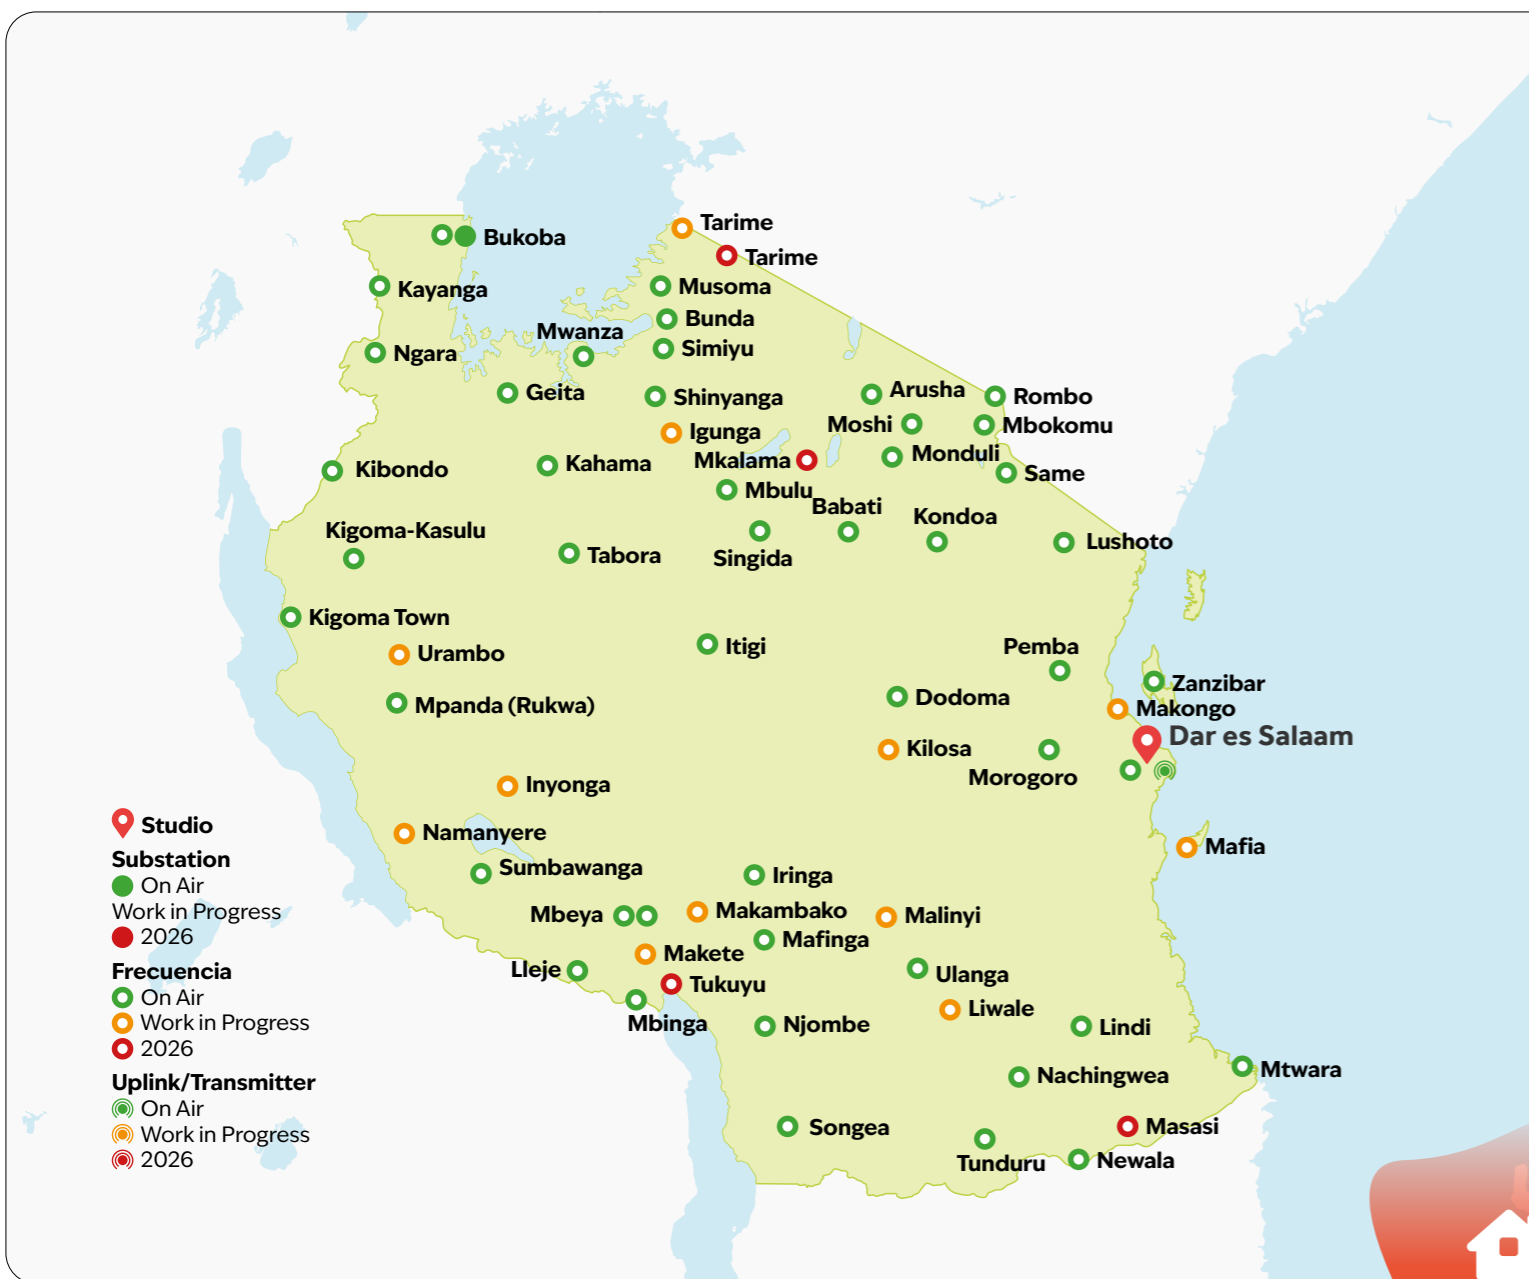 Tarime
Bukoba
Tarime
Musoma
Kayanga
Bunda
Mwanza
Simiyu
Ngara
Geita
Shinyanga
Arusha
Rombo
Moshi
Mbokomu
Igunga
Monduli
Mkalama
Kahama
Kibondo
Same
Mbulu
Babati
Kondoa
Kigoma-Kasulu
Lushoto
Tabora
Singida
Kigoma Town
Itigi
Pemba
Urambo
Zanzibar
Dodoma
Mpanda (Rukwa)
Makongo
Dar es Salaam
Kilosa
Morogoro
Inyonga
Namanyere
Mafia
Sumbawanga
Iringa
Mbeya
Makambako
Malinyi
Mafinga
Makete
Lleje
Ulanga
Tukuyu
Liwale
Mbinga
Njombe
Lindi
Mtwara
Nachingwea
Songea
Masasi
Tunduru
Newala
Studio
Substation
On Air
Work in Progress
2026
Frecuencia
On Air
Work in Progress
2026
Uplink/Transmitter
On Air
Work in Progress
2026